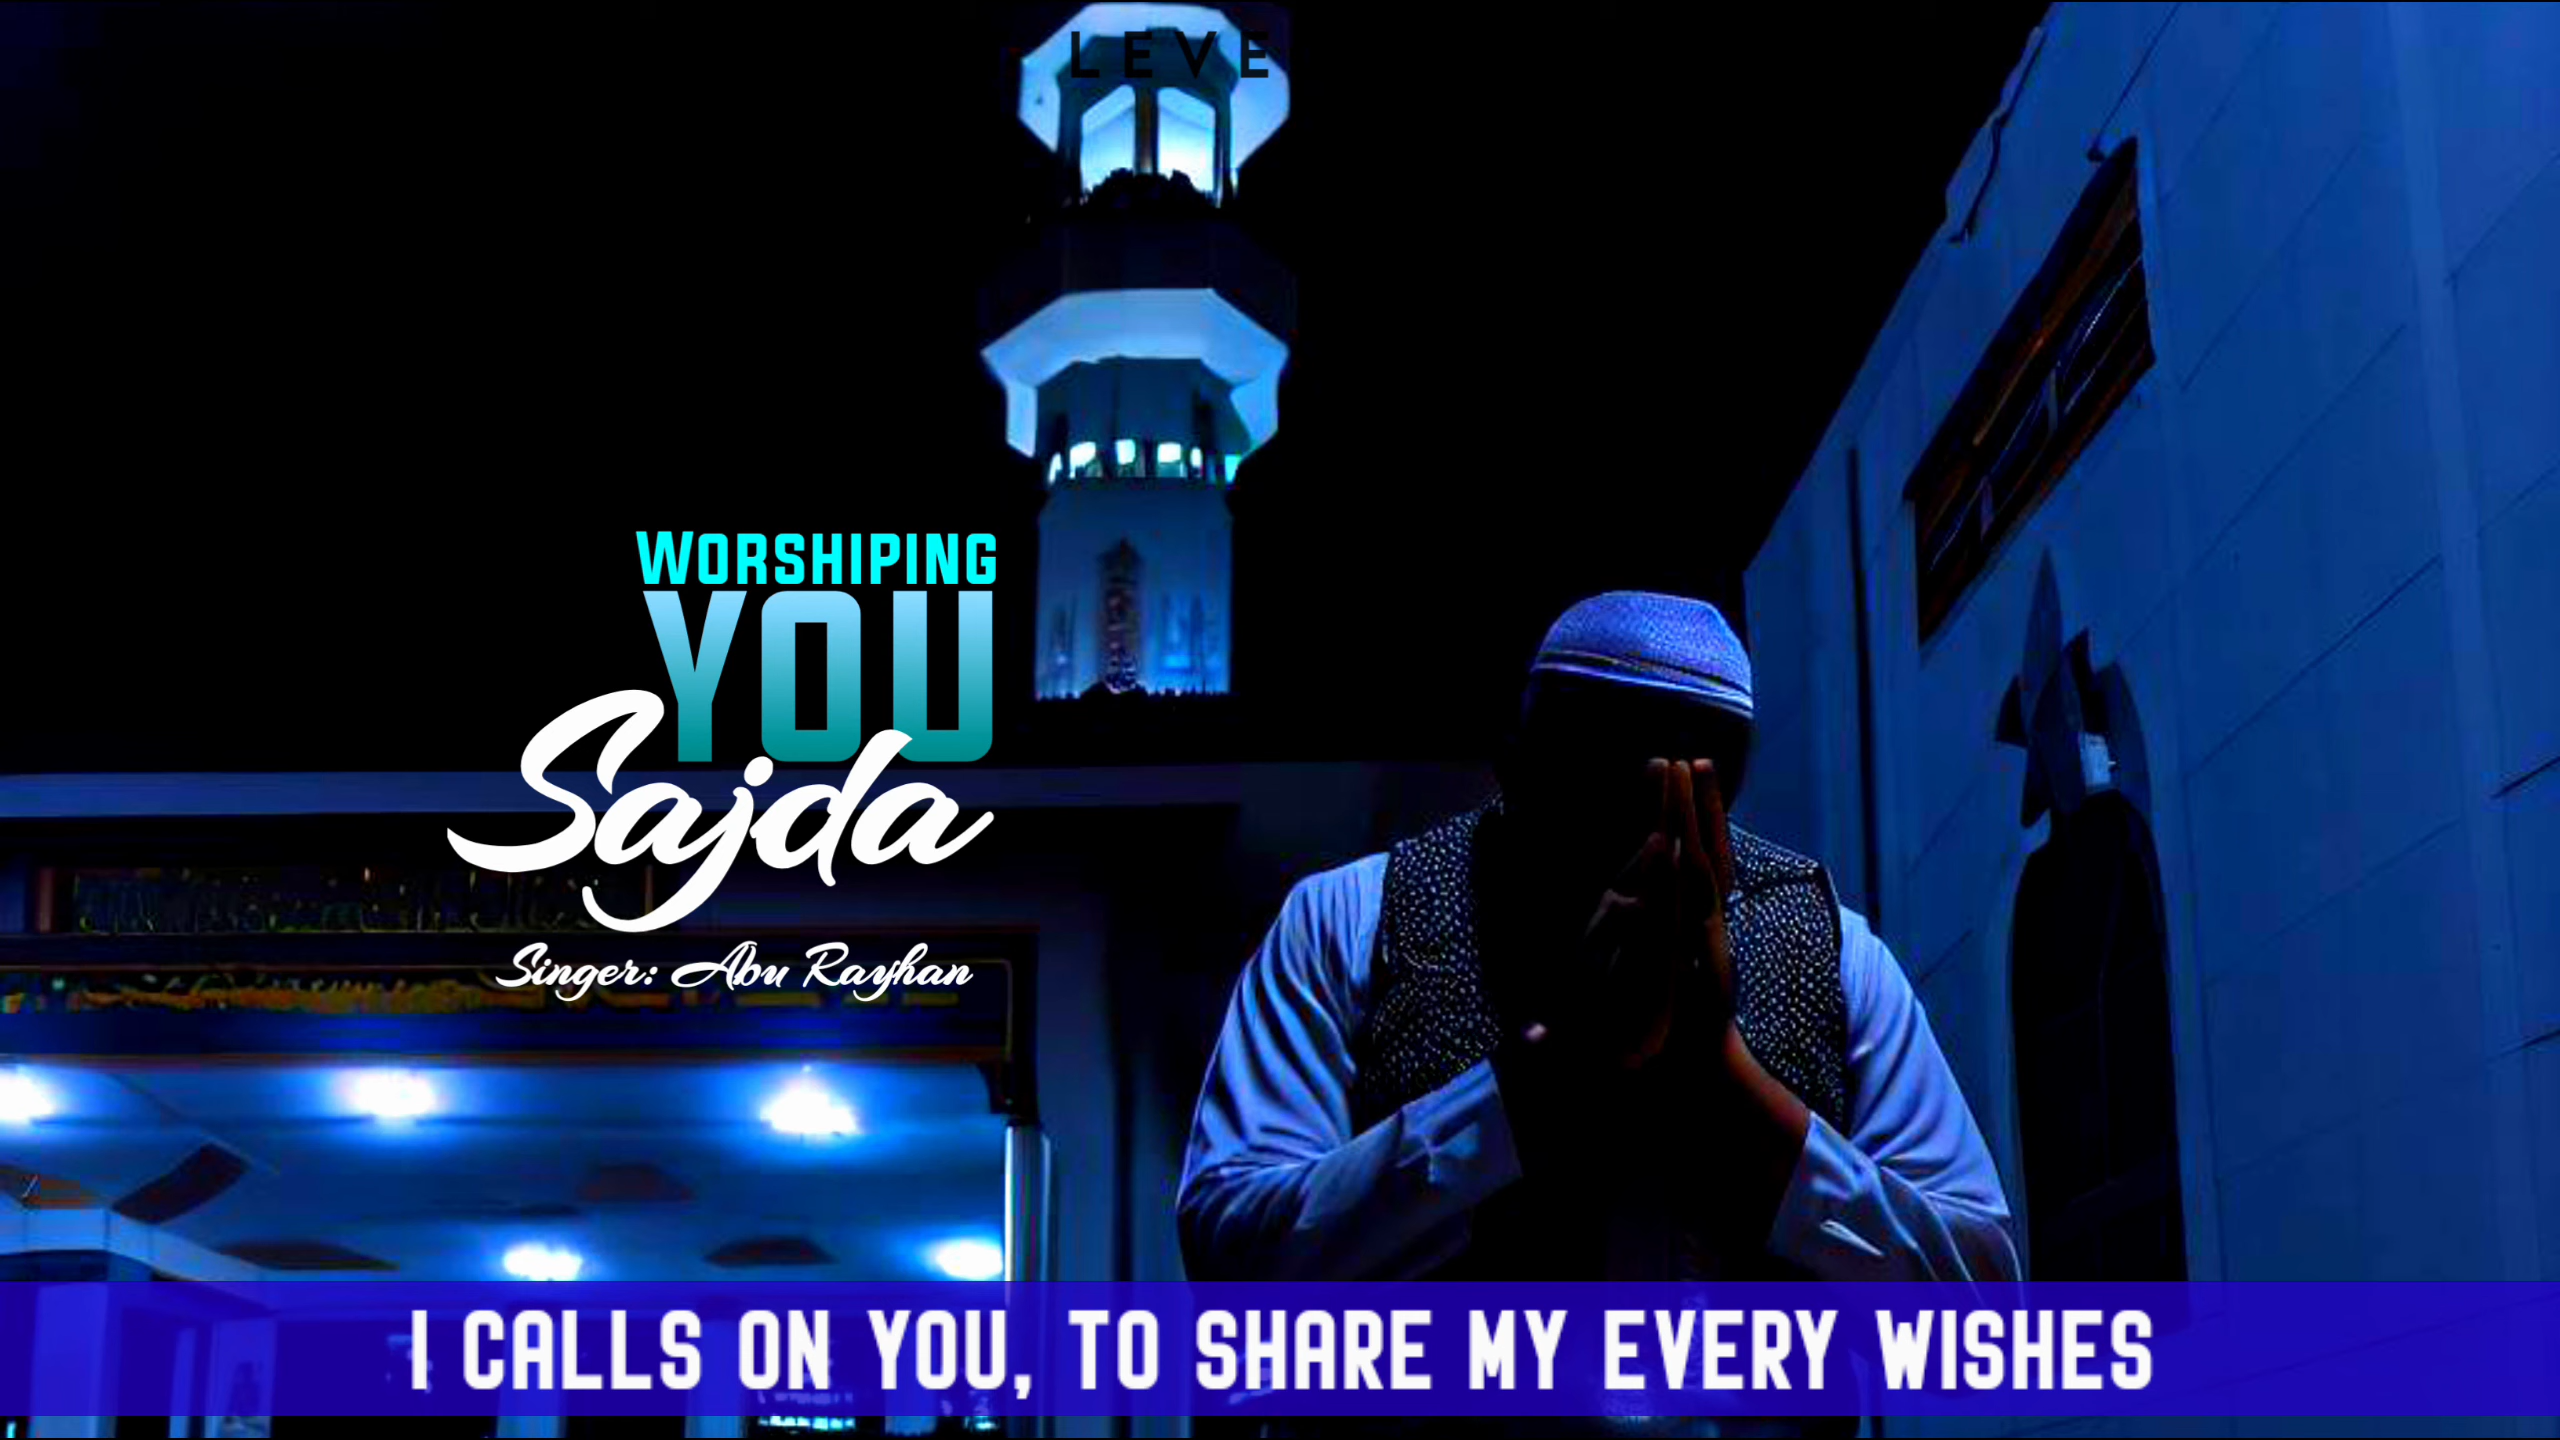 LEVE
WORSHIPING
YOU
Sajda
Singer: Abu Rayhan
I CALLS ON YOU, TO SHARE MY EVERY WISHES